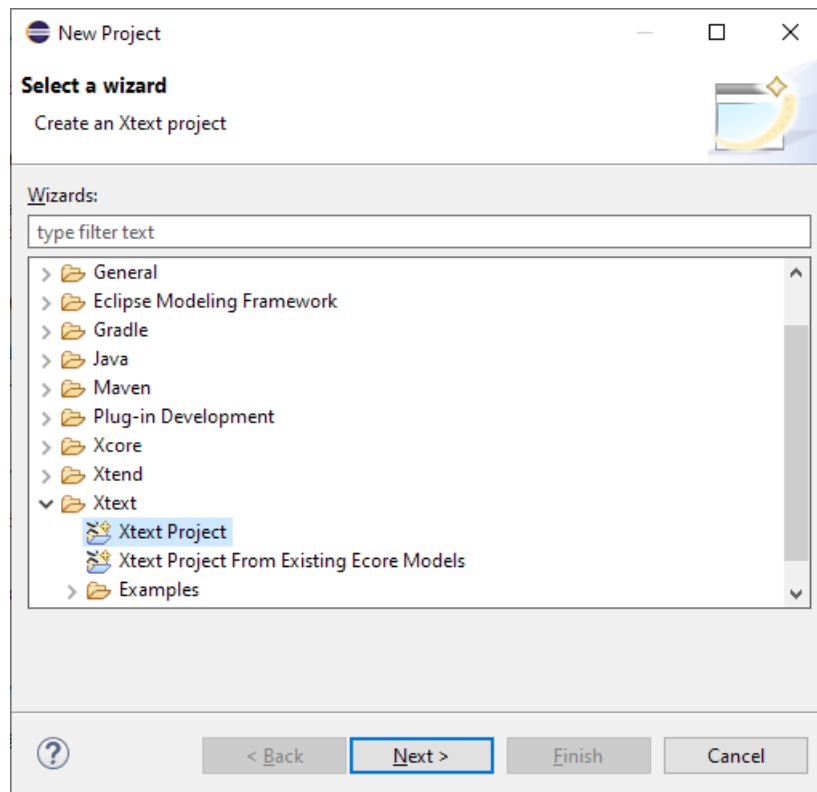 New Project
Select a wizard
Create an Xtext project
Wizards:
type filter text
General
Eclipse Modeling Framework
Gradle
Java
Maven
Plug-in Development
Xcore
Xtend
Xtext
Xtext Project
Xtext Project From Existing Ecore Models
Examples
? < Back Next > Finish Cancel